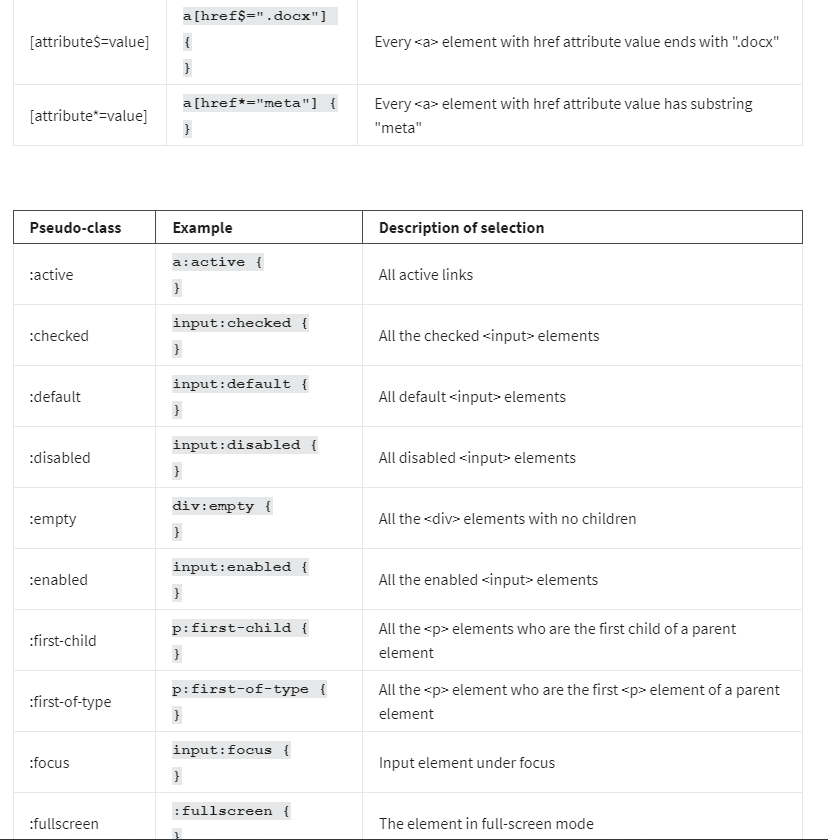 a[href$=".docx"]
[attribute$=value] { Every <a> element with href attribute value ends with ".docx"
}
a[href*="meta"] { Every <a> element with href attribute value has substring
[attribute*=value]
} "meta"
Pseudo-class Example Description of selection
a:active {
:active All active links
}
input:checked {
:checked All the checked <input> elements
}
input:default {
:default All default <input> elements
}
input:disabled {
:disabled All disabled <input> elements
}
div:empty {
:empty All the <div> elements with no children
}
input:enabled {
:enabled All the enabled <input> elements
}
p:first-child { All the <p> elements who are the first child of a parent
:first-child
} element
p:first-of-type { All the <p> element who are the first <p> element of a parent
:first-of-type
} element
input:focus {
:focus Input element under focus
}
:fullscreen {
:fullscreen The element in full-screen mode
}